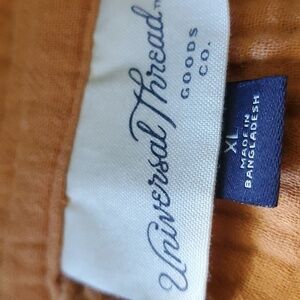 Universal Thread™
GOODS
CO.
XL
MADE IN
BANGLADESH